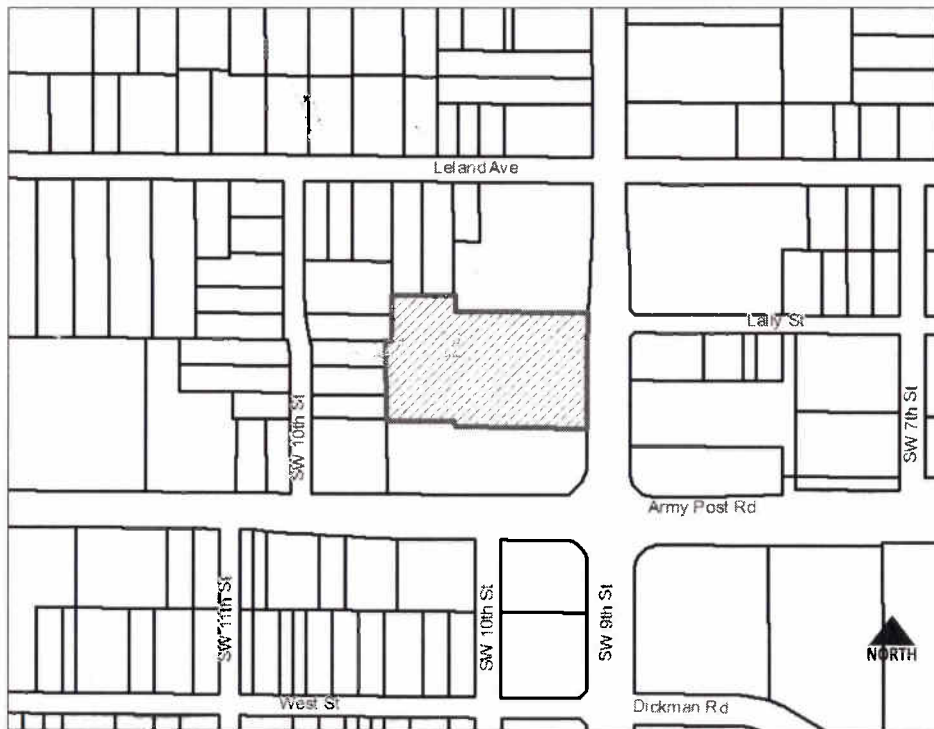 Leland Ave
Lally St
SW 10th St
SW 7th St
Army Post Rd
SW 11th St
SW 10th St
SW 9th St
NORTH
West St
Dickman Rd